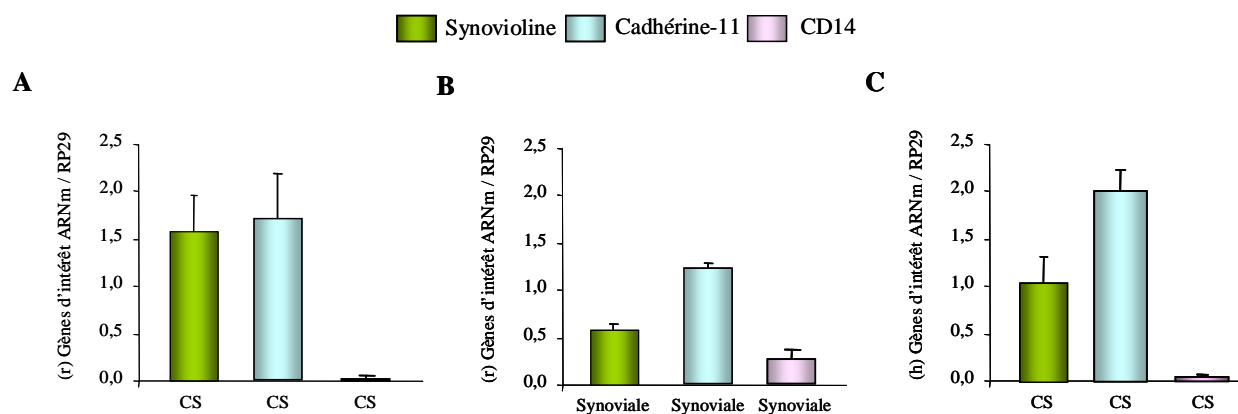 Synovioline Cadhérine-11 CD14
A
(r) Gènes d'intérêt ARNm / RP29
2,5
2,0
1,5
1,0
0,5
0,0
CS CS CS
B
(r) Gènes d'intérêt ARNm / RP29
2,5
2,0
1,5
1,0
0,5
0,0
Synoviale Synoviale Synoviale
C
(h) Gènes d'intérêt ARNm / RP29
2,5
2,0
1,5
1,0
0,5
0,0
CS CS CS